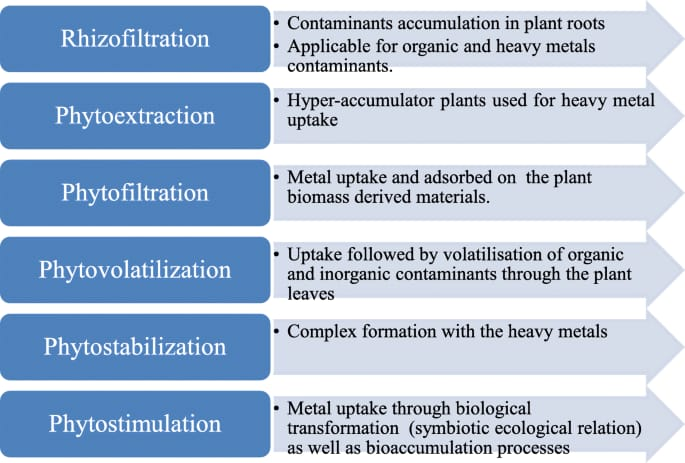 Rhizofiltration
• Contaminants accumulation in plant roots
• Applicable for organic and heavy metals
contaminants.
Phytoextraction
• Hyper-accumulator plants used for heavy metal
uptake
Phytofiltration
• Metal uptake and adsorbed on the plant
biomass derived materials.
Phytovolatilization
• Uptake followed by volatilisation of organic
and inorganic contaminants through the plant
leaves
Phytostabilization
• Complex formation with the heavy metals
Phytostimulation
• Metal uptake through biological
transformation (symbiotic ecological relation)
as well as bioaccumulation processes